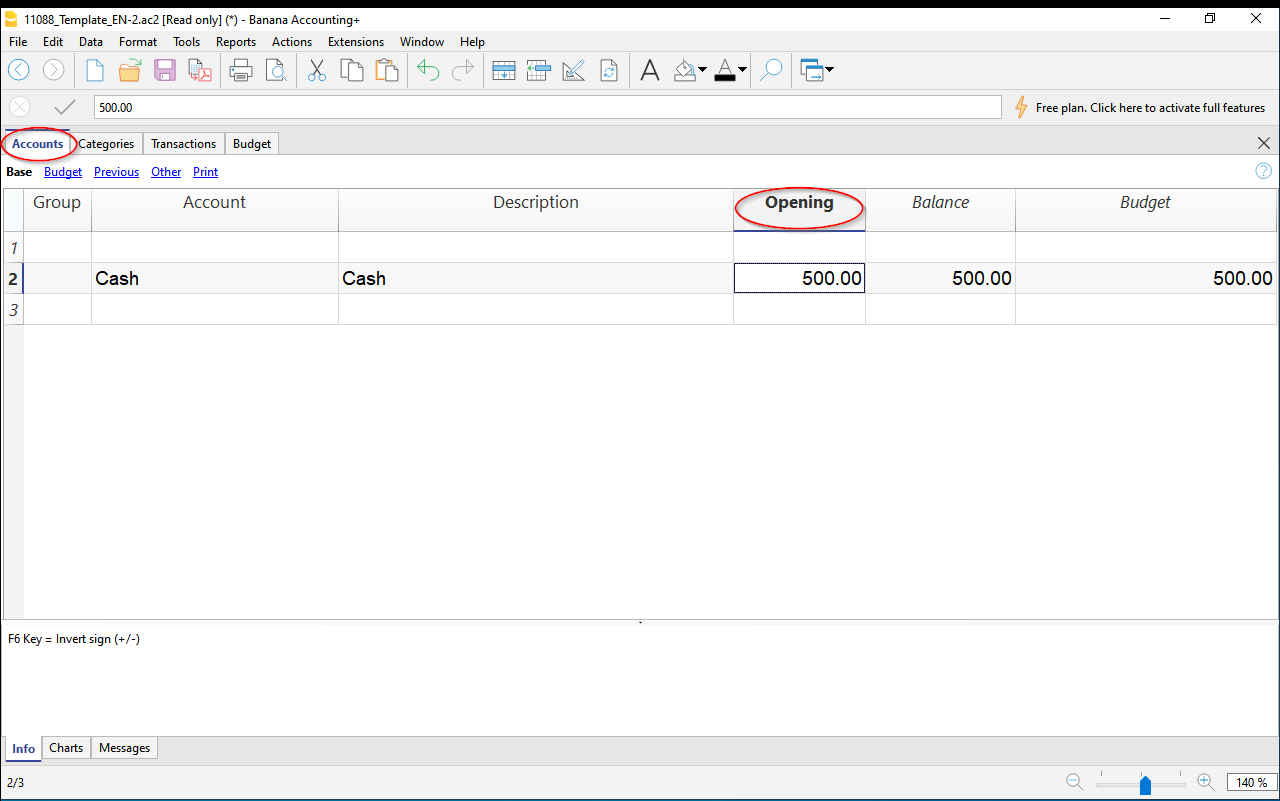 11088_Template_EN-2.ac2 [Read only] (*) - Banana Accounting+
File Edit Data Format Tools Reports Actions Extensions Window Help
500.00 Free plan. Click here to activate full features
Accounts Categories Transactions Budget
Base Budget Previous Other Print
Group Account Description Opening Balance Budget
1
2 Cash Cash 500.00 500.00 500.00
3
F6 Key = Invert sign (+/-)
Info Charts Messages
2/3 140 %